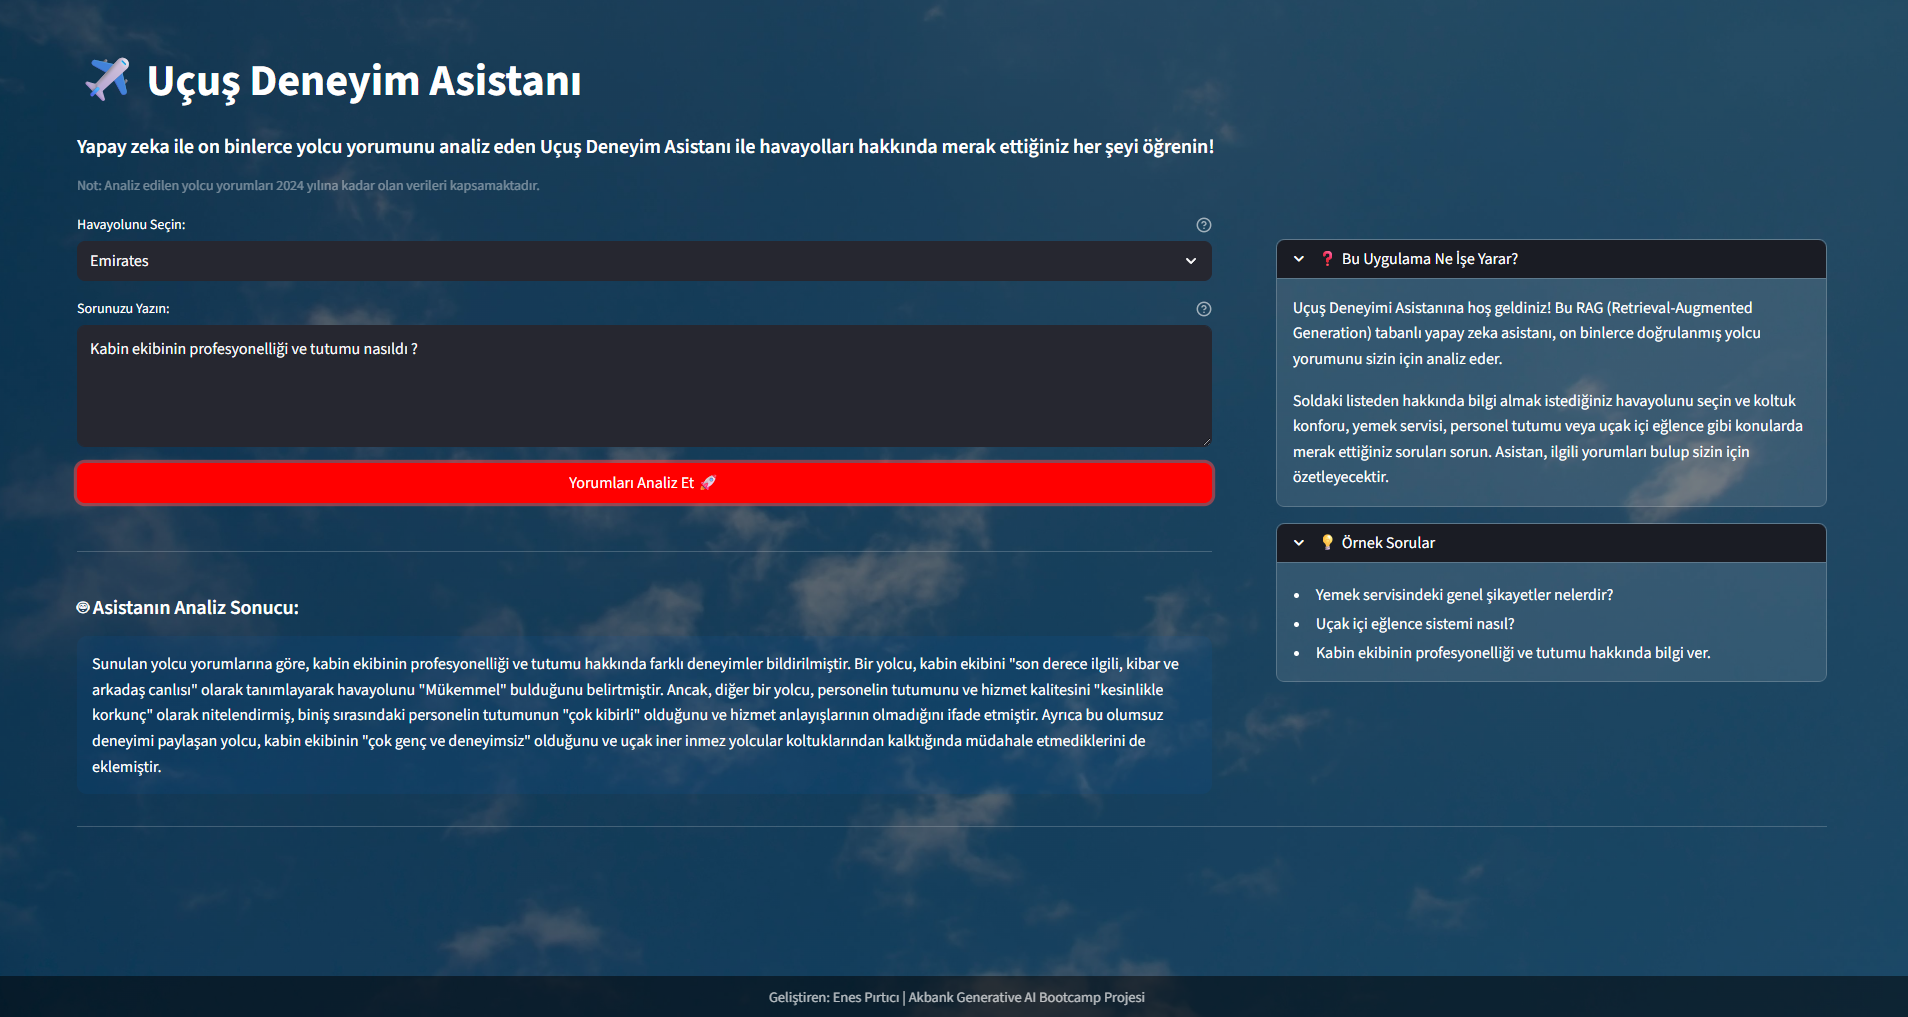 Uçuş Deneyim Asistanı
Yapay zeka ile on binlerce yolcu yorumunu analiz eden Uçuş Deneyim Asistanı ile havayolları hakkında merak ettiğiniz her şeyi öğrenin!
Not: Analiz edilen yolcu yorumları 2024 yılına kadar olan verileri kapsamaktadır.
Havayolunu Seçin:
Emirates
Sorunuzu Yazın:
Kabin ekibinin profesyonelliği ve tutumu nasıldı ?
Yorumları Analiz Et
Asistanın Analiz Sonucu:
Sunulan yolcu yorumlarına göre, kabin ekibinin profesyonelliği ve tutumu hakkında farklı deneyimler bildirilmiştir. Bir yolcu, kabin ekibini "son derece ilgili, kibar ve
arkadaş canlısı" olarak tanımlayarak havayolunu "Mükemmel" bulduğunu belirtmiştir. Ancak, diğer bir yolcu, personelin tutumunu ve hizmet kalitesini "kesinlikle
korkunç" olarak nitelendirmiş, biniş sırasındaki personelin tutumunun "çok kibirli" olduğunu ve hizmet anlayışlarının olmadığını ifade etmiştir. Ayrıca bu olumsuz
deneyimi paylaşan yolcu, kabin ekibinin "çok genç ve deneyimsiz" olduğunu ve uçak iner inmez yolcular koltuklarından kalktığında müdahale etmediklerini de
eklemiştir.
Bu Uygulama Ne İşe Yarar?
Uçuş Deneyimi Asistanına hoş geldiniz! Bu RAG (Retrieval-Augmented
Generation) tabanlı yapay zeka asistanı, on binlerce doğrulanmış yolcu
yorumunu sizin için analiz eder.
Soldaki listeden hakkında bilgi almak istediğiniz havayolunu seçin ve koltuk
konforu, yemek servisi, personel tutumu veya uçak içi eğlence gibi konularda
merak ettiğiniz soruları sorun. Asistan, ilgili yorumları bulup sizin için
özetleyecektir.
Örnek Sorular
• Yemek servisindeki genel şikayetler nelerdir?
• Uçak içi eğlence sistemi nasıl?
• Kabin ekibinin profesyonelliği ve tutumu hakkında bilgi ver.
Geliştiren: Enes Pırtıcı | Akbank Generative AI Bootcamp Projesi